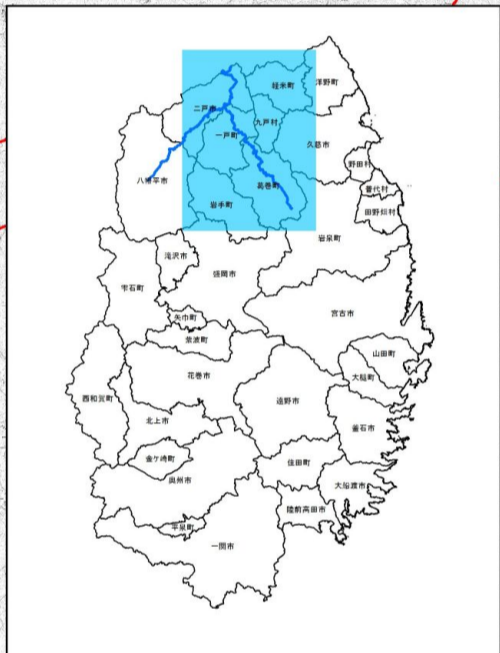 洋野町
軽米町
二戸市
九戸村
一戸町
久慈市
野田村
八幡平市
葛巻町
普代村
岩手町
田野畑村
岩泉町
滝沢市
盛岡市
雫石町
宮古市
矢巾町
紫波町
山田町
花巻市
大槌町
西和賀町
遠野市
北上市
釜石市
金ケ崎町
住田町
奥州市
大船渡市
陸前高田市
平泉町
一関市